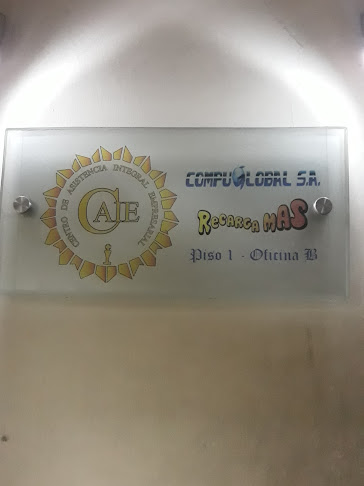 CENTRO DE ASISTENCIA INTEGRAL EMPRESARIAL
CAIE
i
COMPUGLOBAL S.A.
RECARGA MAS
Piso 1 - Oficina B